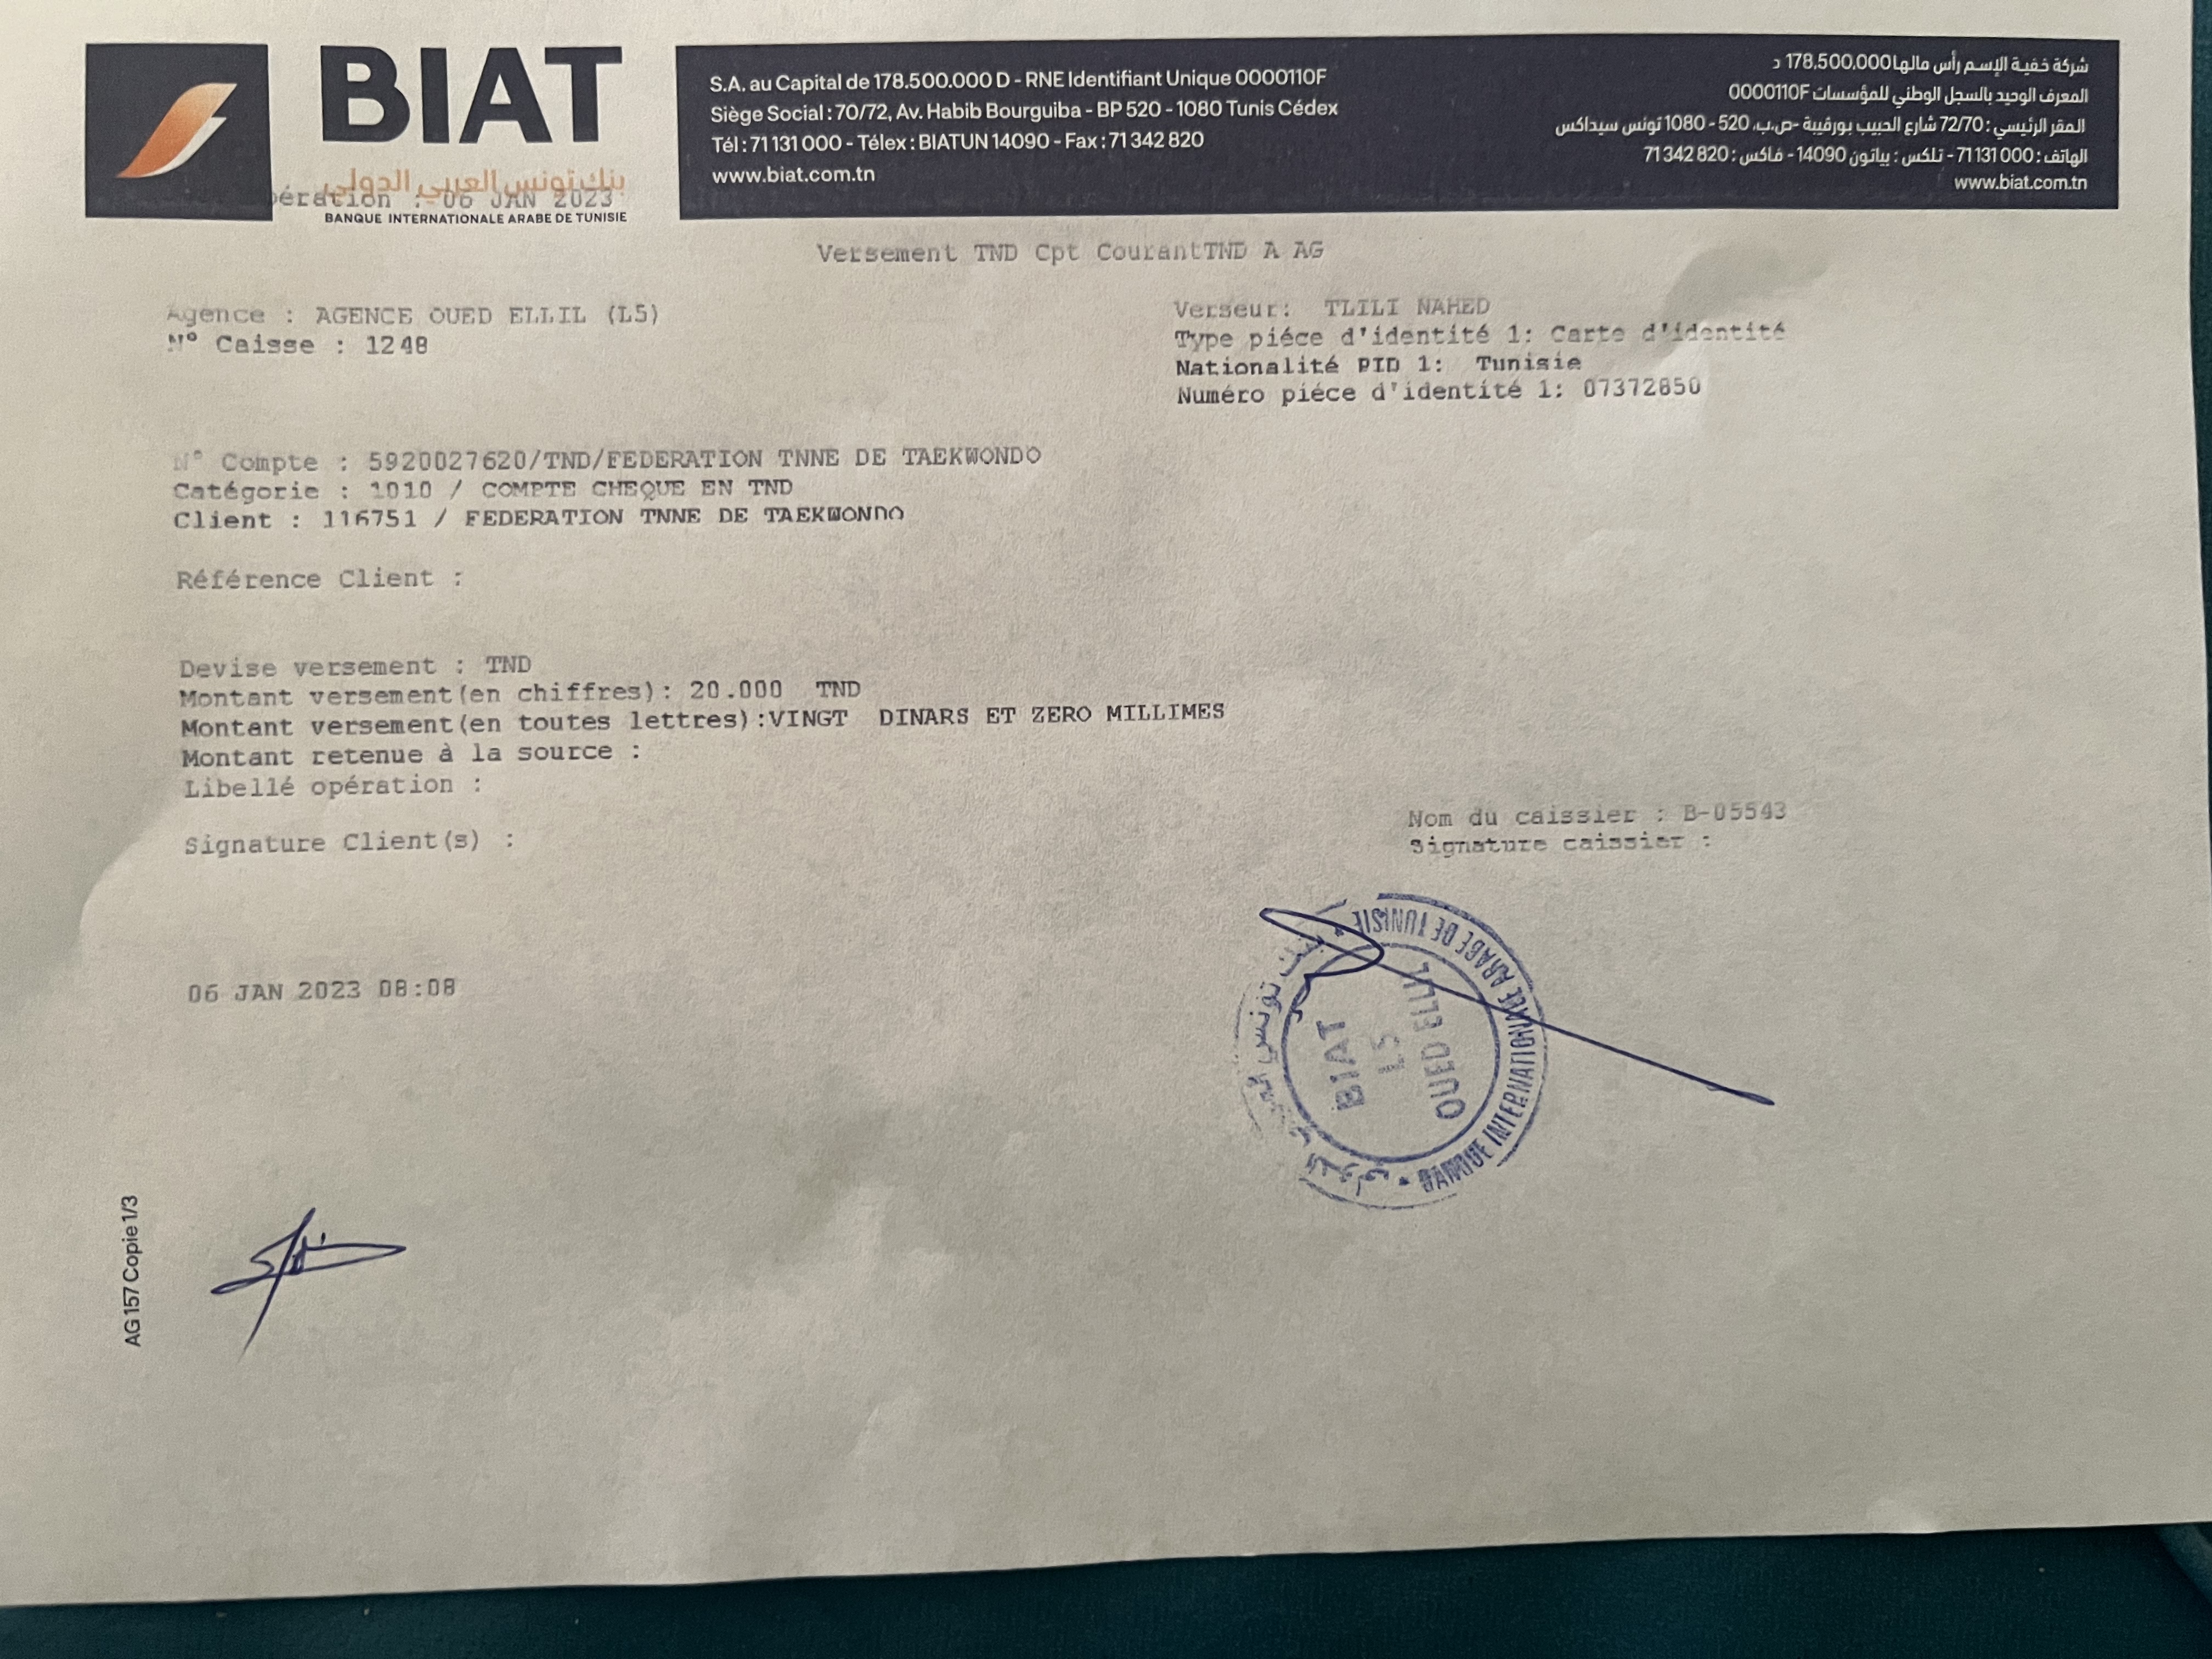 BIAT
بنك تونس العربي الدولي
pération : 06 JAN 2023
BANQUE INTERNATIONALE ARABE DE TUNISIE
S.A. au Capital de 178.500.000 D - RNE Identifiant Unique 0000110F
Siège Social : 70/72, Av. Habib Bourguiba - BP 520 - 1080 Tunis Cédex
Tél : 71 131 000 - Télex : BIATUN 14090 - Fax : 71 342 820
www.biat.com.tn
شركة خفية الإسم رأس مالها 178.500.000 د
المعرف الوحيد بالسجل الوطني للمؤسسات 0000110F
المقر الرئيسي : 72/70 شارع الحبيب بورقيبة -ص.ب. 520 - 1080 تونس سيداكس
الهاتف : 71 131 000 - تلكس : بياتون 14090 - فاكس : 71 342 820
www.biat.com.tn
Versement TND Cpt CourantTND A AG
Agence : AGENCE OUED ELLIL (L5)
N° Caisse : 1248
Verseur: TLILI NAHED
Type piéce d'identité 1: Carte d'identité
Nationalité PID 1: Tunisie
Numéro piéce d'identité 1: 07372850
N° Compte : 5920027620/TND/FEDERATION TNNE DE TAEKWONDO
Catégorie : 1010 / COMPTE CHEQUE EN TND
Client : 116751 / FEDERATION TNNE DE TAEKWONDO
Référence Client :
Devise versement : TND
Montant versement(en chiffres): 20.000 TND
Montant versement(en toutes lettres):VINGT DINARS ET ZERO MILLIMES
Montant retenue à la source :
Libellé opération :
Signature Client(s) :
Nom du caissier : B-05543
Signature caissier :
06 JAN 2023 08:08
BANQUE INTERNATIONALE ARABE DE TUNISIE
BIAT
L5
OUED ELLIL
AG 157 Copie 1/3